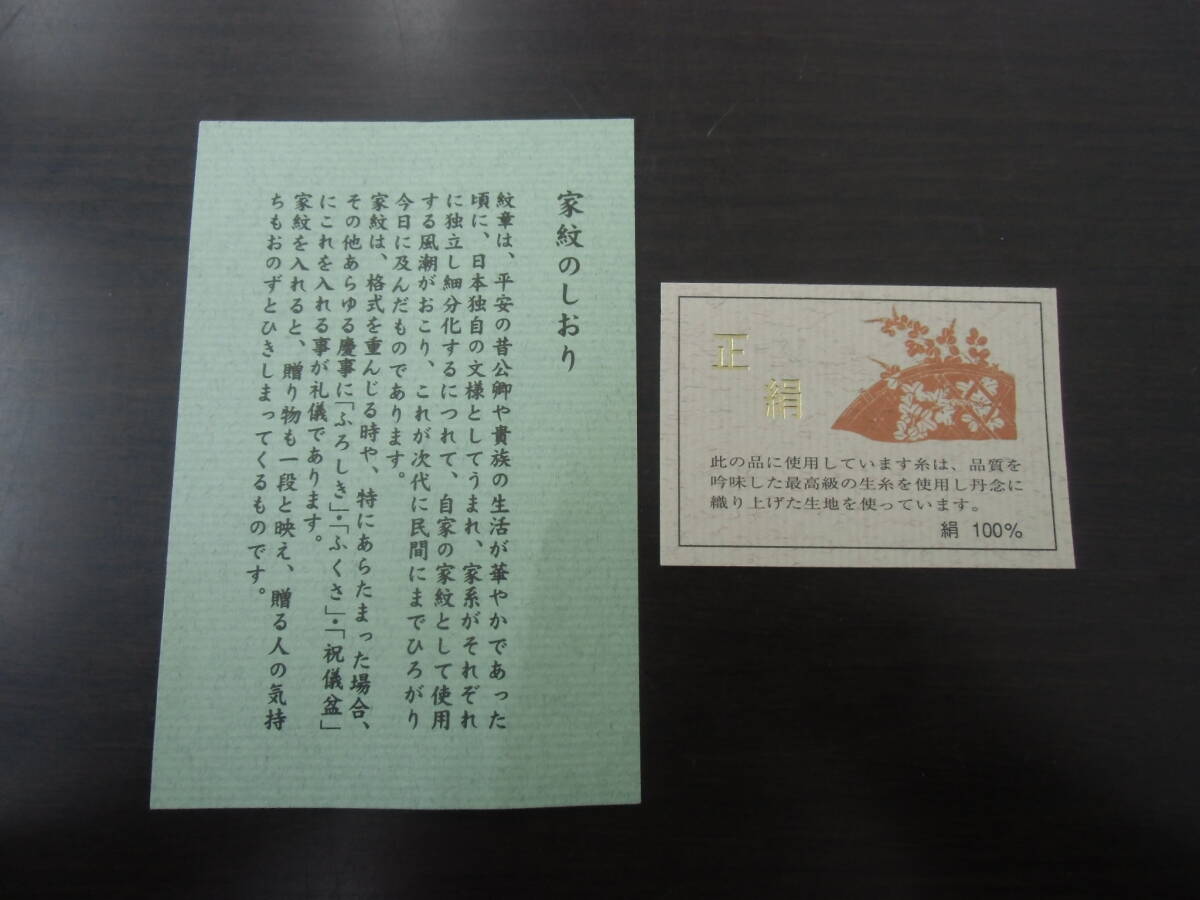 家紋のしおり
紋章は、平安の昔公卿や貴族の生活が華やかであった
頃に、日本独自の文様としてうまれ、家系がそれぞれ
に独立し細分化するにつれて、自家の家紋として使用
する風潮がおこり、これが次代に民間にまでひろがり
今日に及んだものであります。
家紋は、格式を重んじる時や、特にあらたまった場合、
その他あらゆる慶事に「ふろしき」・「ふくさ」・「祝儀盆」
にこれを入れる事が礼儀であります。
家紋を入れると、贈り物も一段と映え、贈る人の気持
ちもおのずとひきしまってくるものです。
正絹
此の品に使用しています糸は、品質を
吟味した最高級の生糸を使用し丹念に
織り上げた生地を使っています。
絹 100%